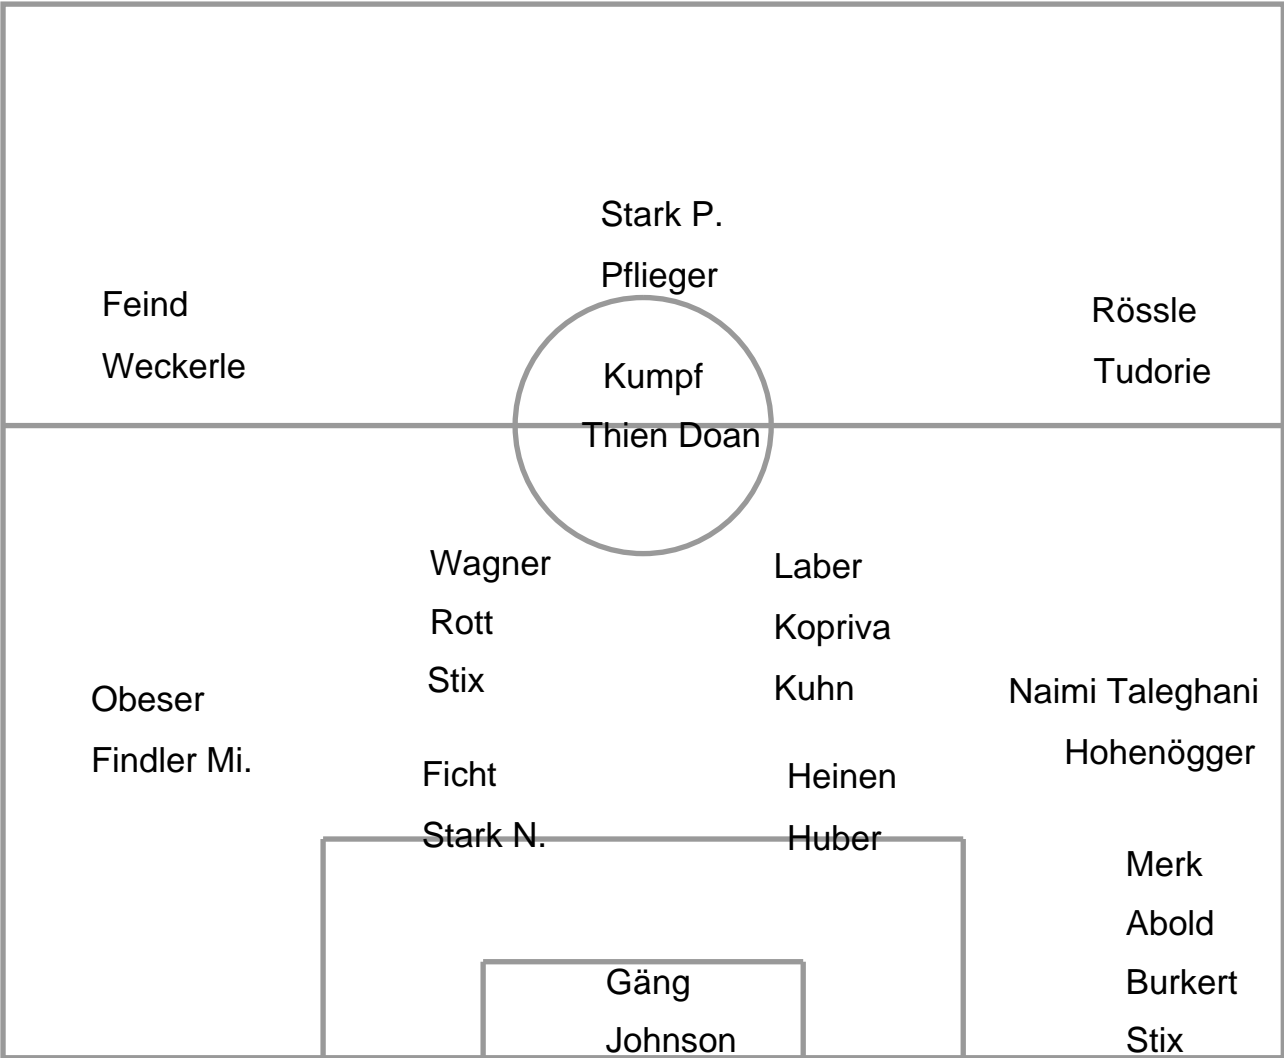 Stark P.
Pflieger
Feind
Weckerle
Rössle
Tudorie
Kumpf
Thien Doan
Wagner
Rott
Stix
Laber
Kopriva
Kuhn
Obeser
Findler Mi.
Naimi Taleghani
Hohenögger
Ficht
Stark N.
Heinen
Huber
Merk
Abold
Burkert
Stix
Gäng
Johnson